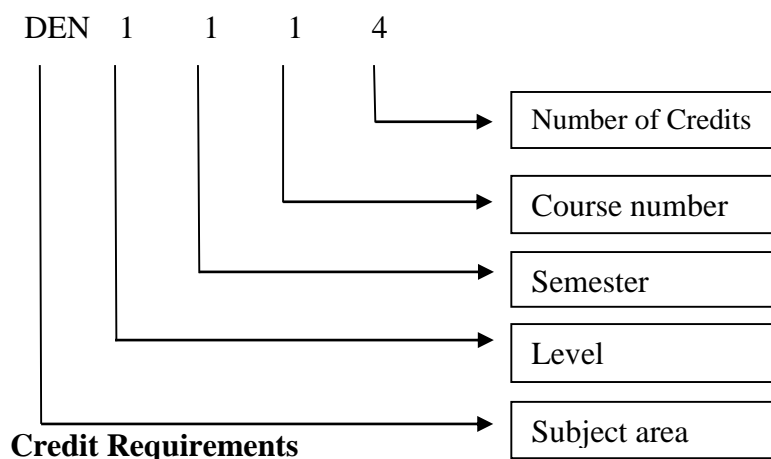 DEN 1 1 1 4
Number of Credits
Course number
Semester
Level
Subject area
Credit Requirements